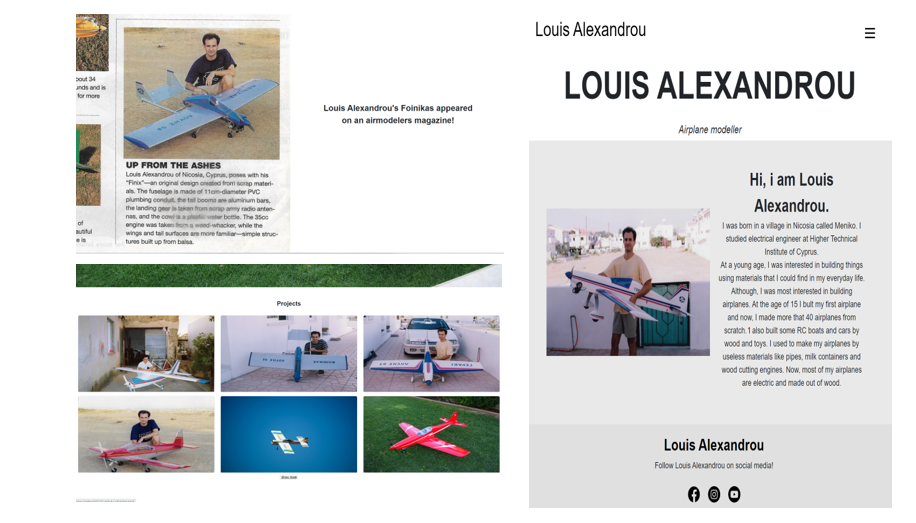 bout 34
unds and is
for more
of
autiful
e is
UP FROM THE ASHES
Louis Alexandrou of Nicosia, Cyprus, poses with his
"Finix"—an original design created from scrap materi-
als. The fuselage is made of 11cm-diameter PVC
plumbing conduit, the tail booms are aluminum bars,
the landing gear is taken from scrap army radio anten-
nas, and the cowl is a plastic water bottle. The 35cc
engine was taken from a weed-whacker, while the
wings and tail surfaces are more familiar—simple struc-
tures built up from balsa.
Louis Alexandrou's Foinikas appeared
on an airmodelers magazine!
Projects
Louis Alexandrou
LOUIS ALEXANDROU
Airplane modeller
Hi, i am Louis
Alexandrou.
I was born in a village in Nicosia called Meniko. I
studied electrical engineer at Higher Technical
Institute of Cyprus.
At a young age, I was interested in building things
using materials that I could find in my everyday life.
Although, I was most interested in building
airplanes. At the age of 15 I bult my first airplane
and now, I made more that 40 airplanes from
scratch. I also built some RC boats and cars by
wood and toys. I used to make my airplanes by
useless materials like pipes, milk containers and
wood cutting engines. Now, most of my airplanes
are electric and made out of wood.
Louis Alexandrou
Follow Louis Alexandrou on social media!